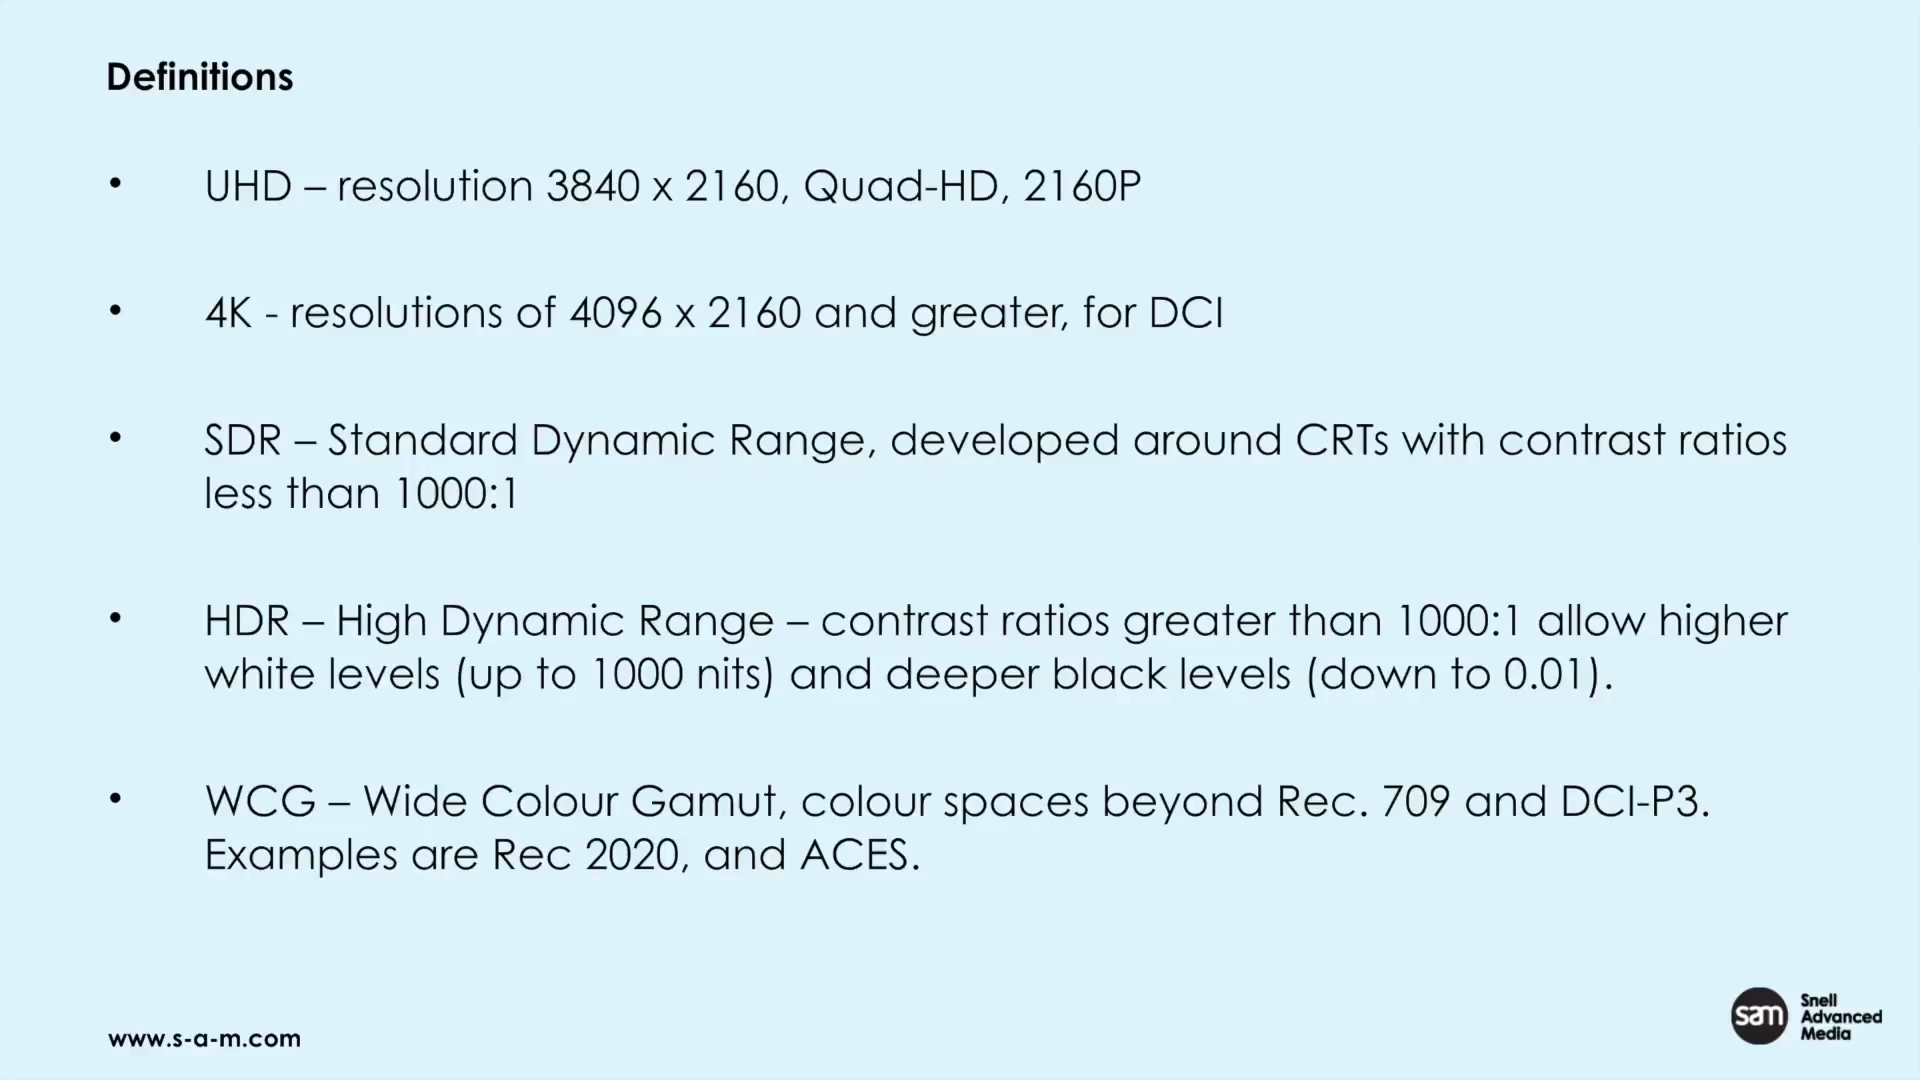 Definitions
• UHD – resolution 3840 x 2160, Quad-HD, 2160P
• 4K - resolutions of 4096 x 2160 and greater, for DCI
• SDR – Standard Dynamic Range, developed around CRTs with contrast ratios
less than 1000:1
• HDR – High Dynamic Range – contrast ratios greater than 1000:1 allow higher
white levels (up to 1000 nits) and deeper black levels (down to 0.01).
• WCG – Wide Colour Gamut, colour spaces beyond Rec. 709 and DCI-P3.
Examples are Rec 2020, and ACES.
www.s-a-m.com
sam
Snell
Advanced
Media